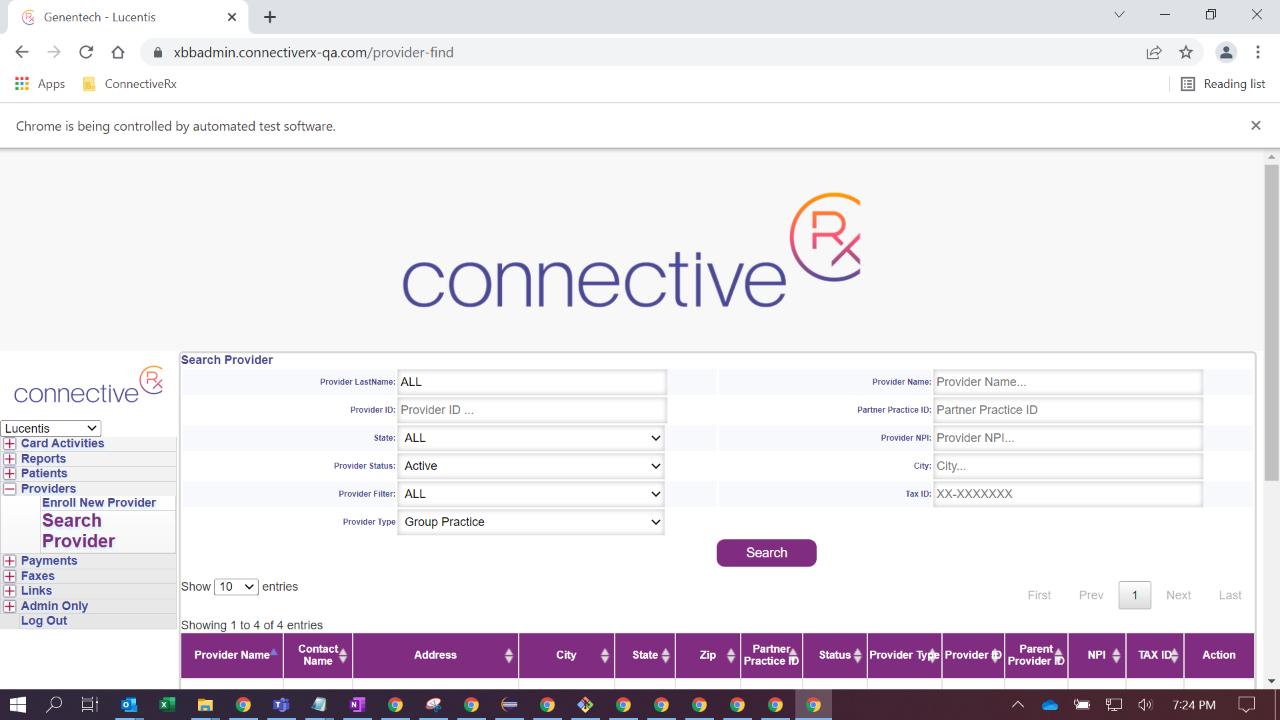 Genentech - Lucentis
xbbadmin.connectiverx-qa.com/provider-find
Apps
ConnectiveRx
Reading list
Chrome is being controlled by automated test software.
connective Rx
connective Rx
Lucentis
Card Activities
Reports
Patients
Providers
Enroll New Provider
Search
Provider
Payments
Faxes
Links
Admin Only
Log Out
Search Provider
Provider LastName: ALL
Provider Name: Provider Name...
Provider ID: Provider ID ...
Partner Practice ID: Partner Practice ID
State: ALL
Provider NPI: Provider NPI...
Provider Status: Active
City: City...
Provider Filter: ALL
Tax ID: XX-XXXXXXX
Provider Type Group Practice
Search
Show 10 entries
First Prev 1 Next Last
Showing 1 to 4 of 4 entries
Provider Name
Contact Name
Address
City
State
Zip
Partner Practice ID
Status
Provider Type
Provider ID
Parent Provider ID
NPI
TAX ID
Action
7:24 PM